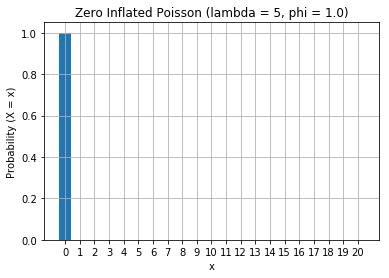 Zero Inflated Poisson (lambda = 5, phi = 1.0)
1.0
0.8
0.6
0.4
0.2
0.0
Probability (X = x)
0 1 2 3 4 5 6 7 8 9 10 11 12 13 14 15 16 17 18 19 20
x